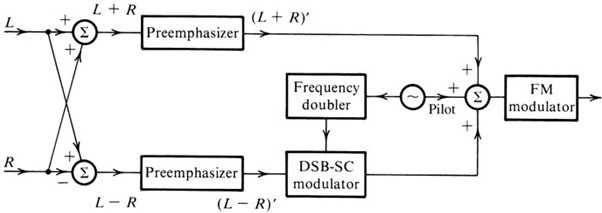 L + R
(L + R)′
L
+
Σ
+
Preemphasizer
+
Frequency
doubler
~
+
Pilot
Σ
FM
modulator
+
R
+
Σ
−
Preemphasizer
DSB-SC
modulator
L − R
(L − R)′